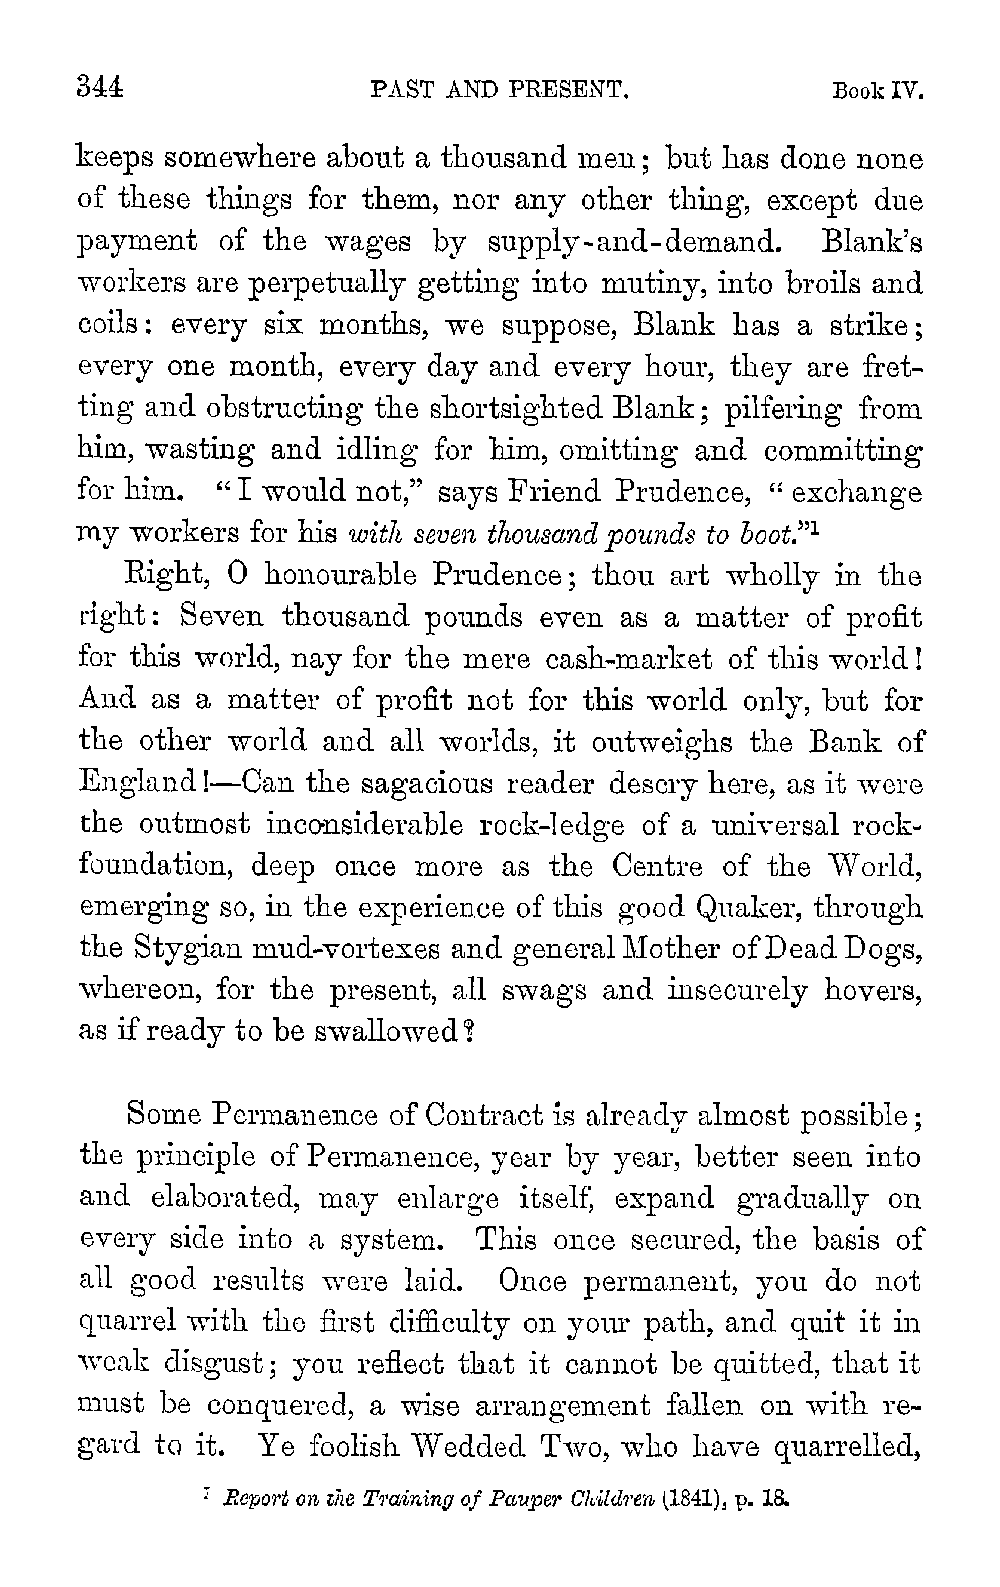 344 PAST AND PRESENT. Book IV.
keeps somewhere about a thousand men; but has done none
of these things for them, nor any other thing, except due
payment of the wages by supply-and-demand. Blank's
workers are perpetually getting into mutiny, into broils and
coils: every six months, we suppose, Blank has a strike;
every one month, every day and every hour, they are fret-
ting and obstructing the shortsighted Blank; pilfering from
him, wasting and idling for him, omitting and committing
for him. “I would not,” says Friend Prudence, “exchange
my workers for his with seven thousand pounds to boot.”¹
Right, O honourable Prudence; thou art wholly in the
right: Seven thousand pounds even as a matter of profit
for this world, nay for the mere cash-market of this world!
And as a matter of profit not for this world only, but for
the other world and all worlds, it outweighs the Bank of
England!—Can the sagacious reader descry here, as it were
the outmost inconsiderable rock-ledge of a universal rock-
foundation, deep once more as the Centre of the World,
emerging so, in the experience of this good Quaker, through
the Stygian mud-vortexes and general Mother of Dead Dogs,
whereon, for the present, all swags and insecurely hovers,
as if ready to be swallowed?
Some Permanence of Contract is already almost possible;
the principle of Permanence, year by year, better seen into
and elaborated, may enlarge itself, expand gradually on
every side into a system. This once secured, the basis of
all good results were laid. Once permanent, you do not
quarrel with the first difficulty on your path, and quit it in
weak disgust; you reflect that it cannot be quitted, that it
must be conquered, a wise arrangement fallen on with re-
gard to it. Ye foolish Wedded Two, who have quarrelled,
¹ Report on the Training of Pauper Children (1841), p. 18.